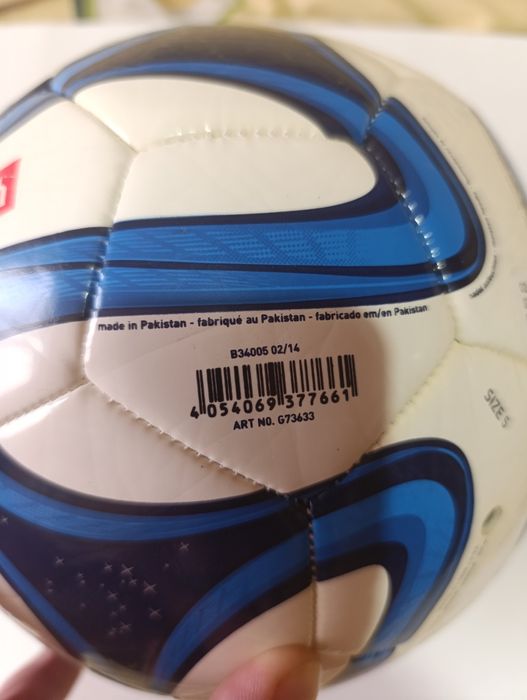 made in Pakistan - fabriqué au Pakistan - fabricado em/en Pakistan
B34005 02/14
4 054069 377661
ART NO. G73633
SIZE 5